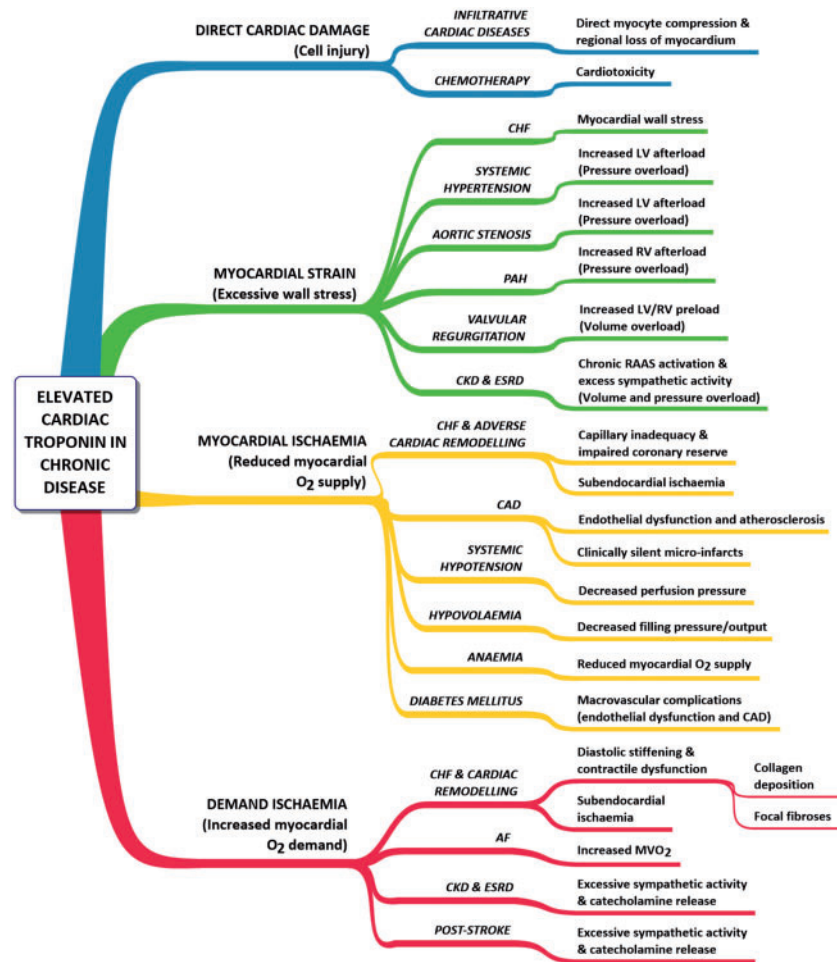 ELEVATED
CARDIAC
TROPONIN IN
CHRONIC
DISEASE
DIRECT CARDIAC DAMAGE
(Cell injury)
INFILTRATIVE
CARDIAC DISEASES
Direct myocyte compression &
regional loss of myocardium
CHEMOTHERAPY
Cardiotoxicity
MYOCARDIAL STRAIN
(Excessive wall stress)
CHF
Myocardial wall stress
SYSTEMIC
HYPERTENSION
Increased LV afterload
(Pressure overload)
AORTIC STENOSIS
Increased LV afterload
(Pressure overload)
PAH
Increased RV afterload
(Pressure overload)
VALVULAR
REGURGITATION
Increased LV/RV preload
(Volume overload)
CKD & ESRD
Chronic RAAS activation &
excess sympathetic activity
(Volume and pressure overload)
MYOCARDIAL ISCHAEMIA
(Reduced myocardial
O2 supply)
CHF & ADVERSE
CARDIAC REMODELLING
Capillary inadequacy &
impaired coronary reserve
Subendocardial ischaemia
CAD
Endothelial dysfunction and atherosclerosis
Clinically silent micro-infarcts
SYSTEMIC
HYPOTENSION
Decreased perfusion pressure
HYPOVOLAEMIA
Decreased filling pressure/output
ANAEMIA
Reduced myocardial O2 supply
DIABETES MELLITUS
Macrovascular complications
(endothelial dysfunction and CAD)
DEMAND ISCHAEMIA
(Increased myocardial
O2 demand)
CHF & CARDIAC
REMODELLING
Diastolic stiffening &
contractile dysfunction
Collagen
deposition
Focal fibroses
Subendocardial
ischaemia
AF
Increased MVO2
CKD & ESRD
Excessive sympathetic activity
& catecholamine release
POST-STROKE
Excessive sympathetic activity
& catecholamine release